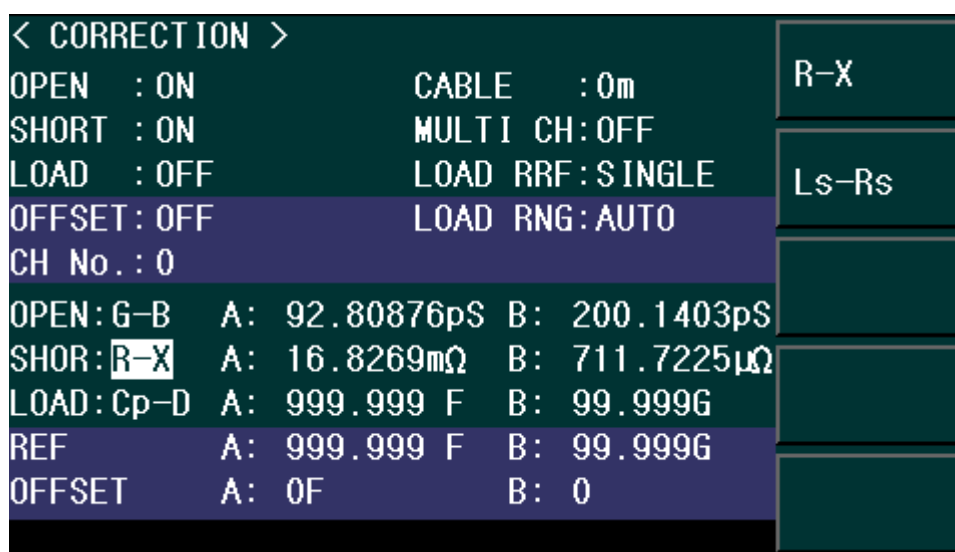 < CORRECTION >
OPEN : ON CABLE : 0m
SHORT : ON MULTI CH:OFF
LOAD : OFF LOAD RRF:SINGLE
OFFSET:OFF LOAD RNG:AUTO
CH No.:0
OPEN:G-B A: 92.80876pS B: 200.1403pS
SHOR:R-X A: 16.8269mΩ B: 711.7225µΩ
LOAD:Cp-D A: 999.999 F B: 99.999G
REF A: 999.999 F B: 99.999G
OFFSET A: 0F B: 0
R-X
Ls-Rs